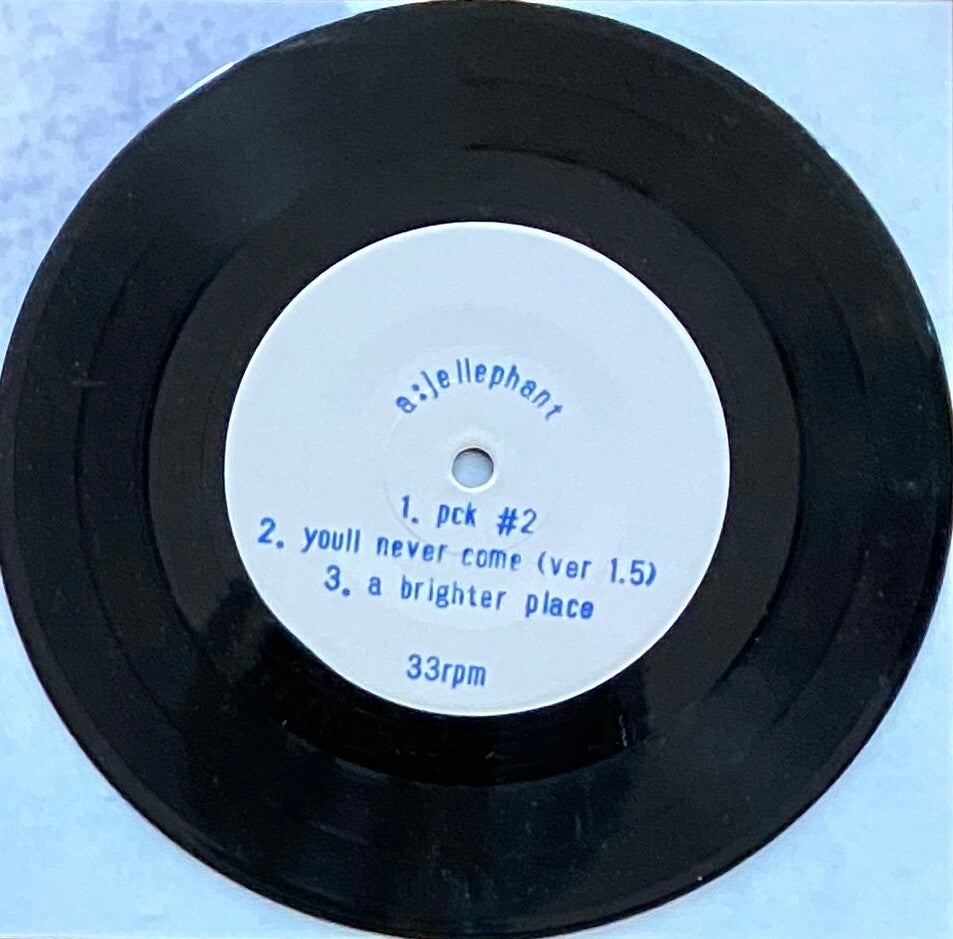 a:jellephant
1. pck #2
2. youll never come (ver 1.5)
3. a brighter place
33rpm